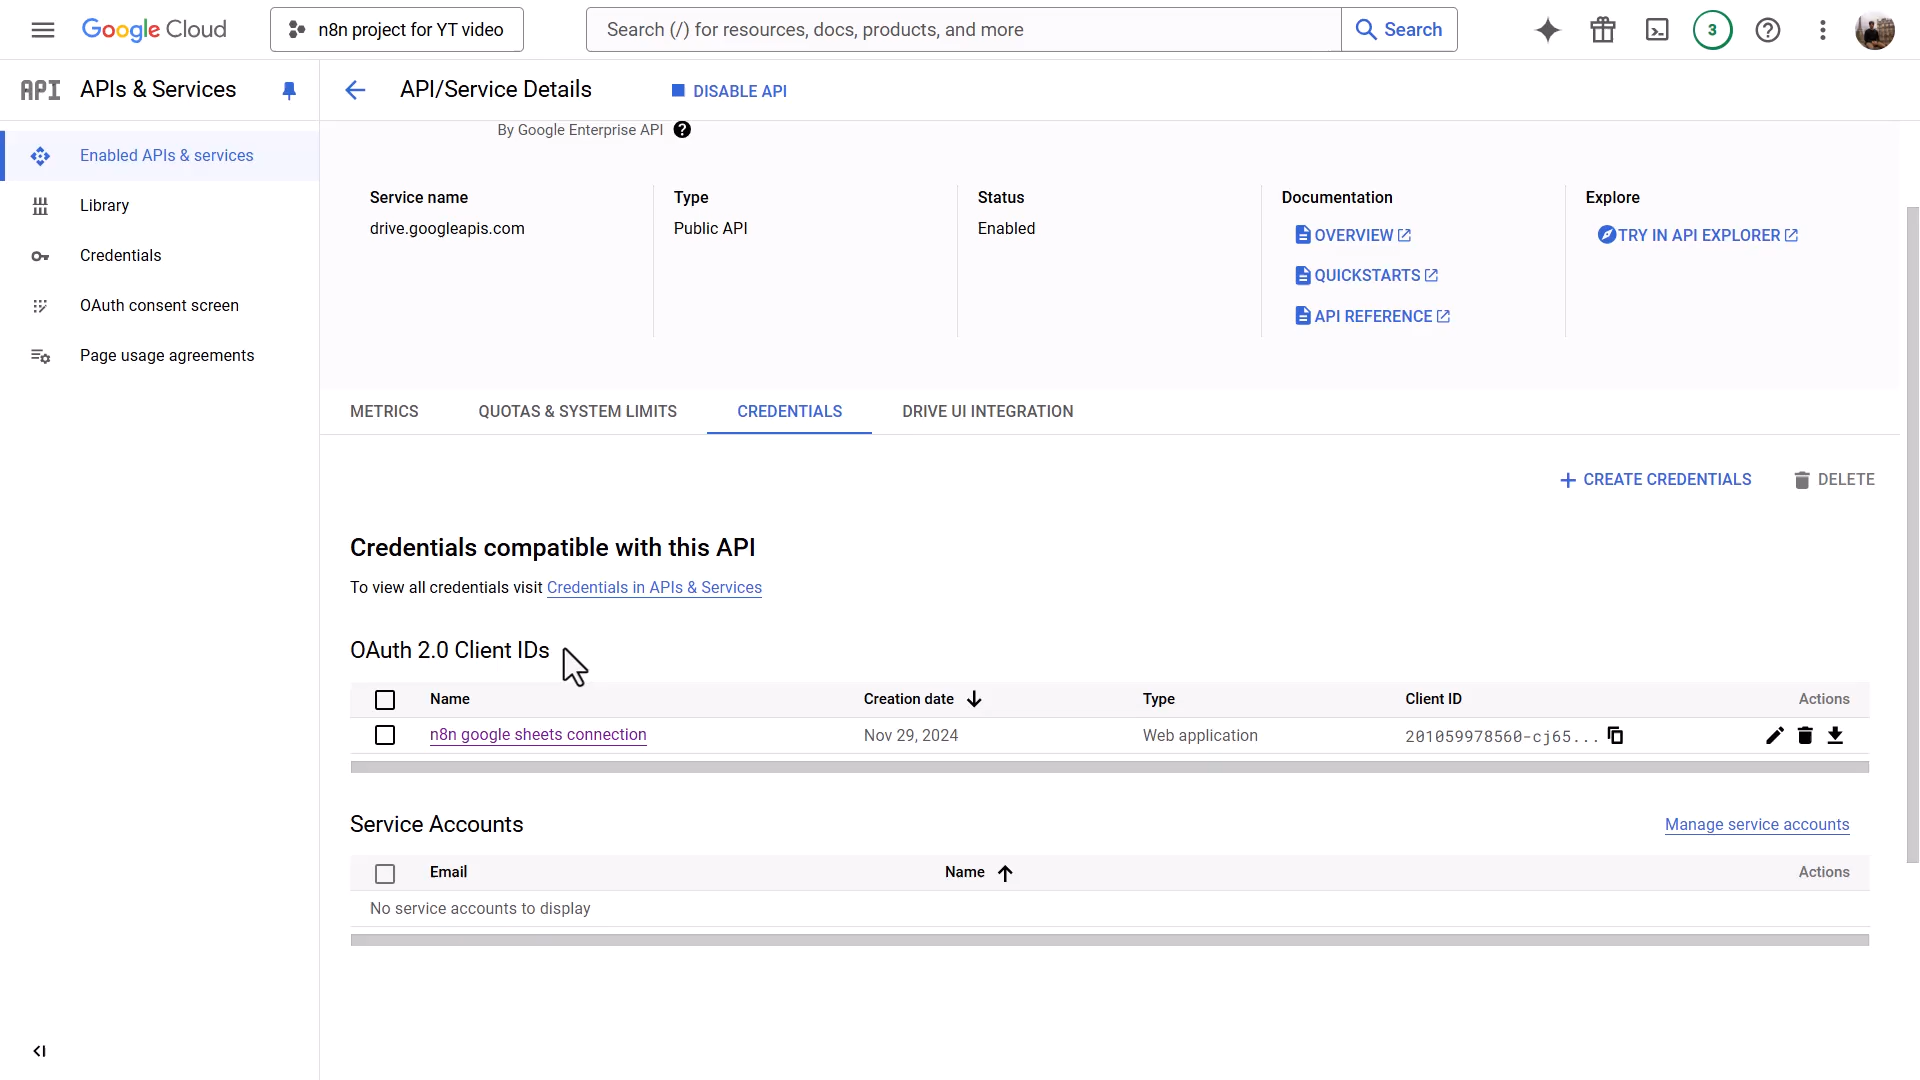 Google Cloud
n8n project for YT video
Search (/) for resources, docs, products, and more
Search
3
API
APIs & Services
API/Service Details
DISABLE API
Enabled APIs & services
Library
Credentials
OAuth consent screen
Page usage agreements
By Google Enterprise API
Service name
drive.googleapis.com
Type
Public API
Status
Enabled
Documentation
OVERVIEW
QUICKSTARTS
API REFERENCE
Explore
TRY IN API EXPLORER
METRICS
QUOTAS & SYSTEM LIMITS
CREDENTIALS
DRIVE UI INTEGRATION
CREATE CREDENTIALS
DELETE
Credentials compatible with this API
To view all credentials visit Credentials in APIs & Services
OAuth 2.0 Client IDs
Name Creation date Type Client ID Actions
n8n google sheets connection Nov 29, 2024 Web application 201059978560-cj65...
Service Accounts
Manage service accounts
Email Name Actions
No service accounts to display